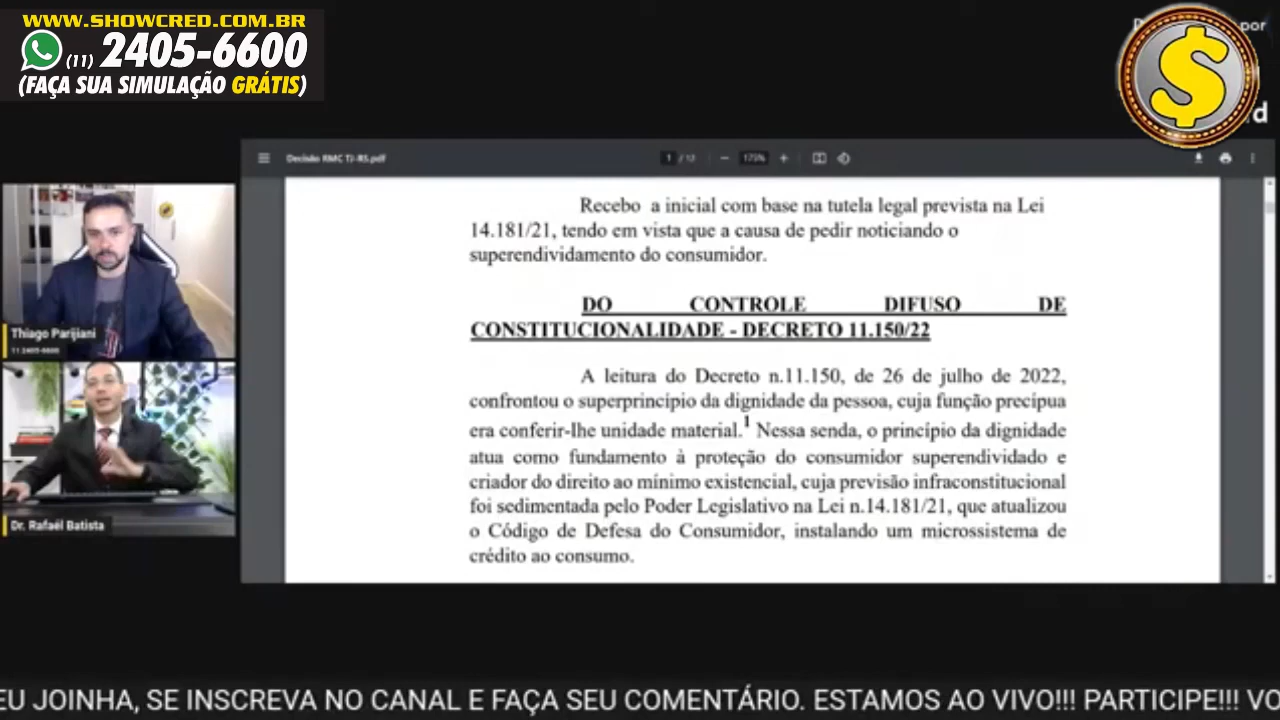 WWW.SHOWCRED.COM.BR
(11) 2405-6600
(FAÇA SUA SIMULAÇÃO GRÁTIS)
por
$
d
Decisão RMC TJ-RS.pdf
1 / 12
175%
Recebo a inicial com base na tutela legal prevista na Lei
14.181/21, tendo em vista que a causa de pedir noticiando o
superendividamento do consumidor.
DO CONTROLE DIFUSO DE
CONSTITUCIONALIDADE - DECRETO 11.150/22
A leitura do Decreto n.11.150, de 26 de julho de 2022,
confrontou o superprincípio da dignidade da pessoa, cuja função precípua
era conferir-lhe unidade material.1 Nessa senda, o princípio da dignidade
atua como fundamento à proteção do consumidor superendividado e
criador do direito ao mínimo existencial, cuja previsão infraconstitucional
foi sedimentada pelo Poder Legislativo na Lei n.14.181/21, que atualizou
o Código de Defesa do Consumidor, instalando um microssistema de
crédito ao consumo.
Thiago Parijiani
11 2405-6600
Dr. Rafael Batista
EU JOINHA, SE INSCREVA NO CANAL E FAÇA SEU COMENTÁRIO. ESTAMOS AO VIVO!!! PARTICIPE!!! VO